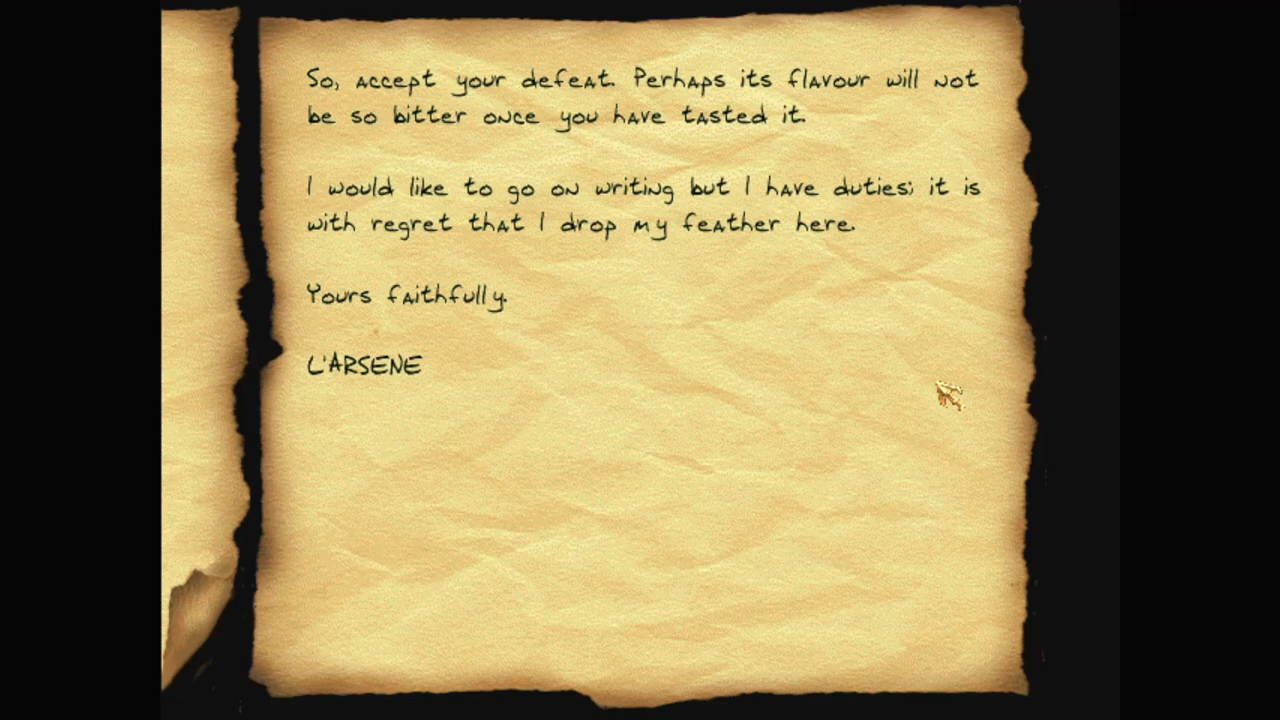 So, accept your defeat. Perhaps its flavour will not
be so bitter once you have tasted it.
I would like to go on writing but I have duties; it is
with regret that I drop my feather here.
Yours faithfully.
L'ARSENE